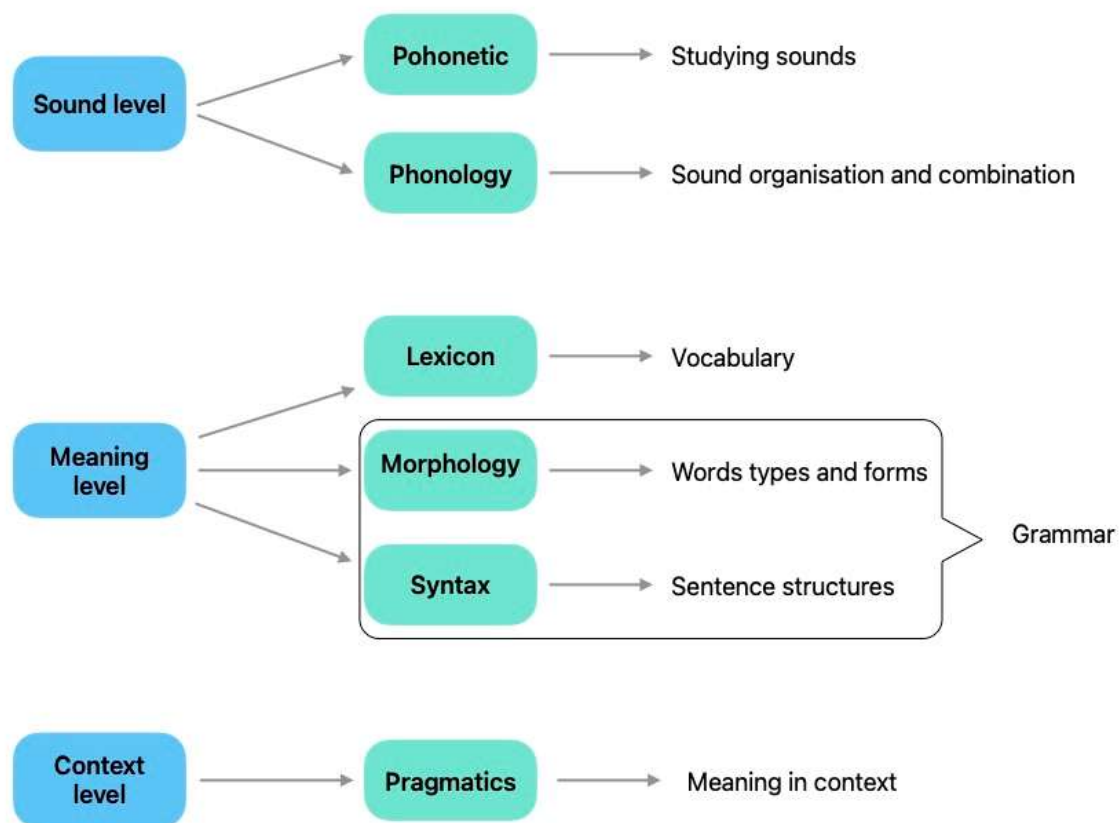 Sound level
Pohonetic
Studying sounds
Phonology
Sound organisation and combination
Meaning
level
Lexicon
Vocabulary
Morphology
Words types and forms
Syntax
Sentence structures
Grammar
Context
level
Pragmatics
Meaning in context